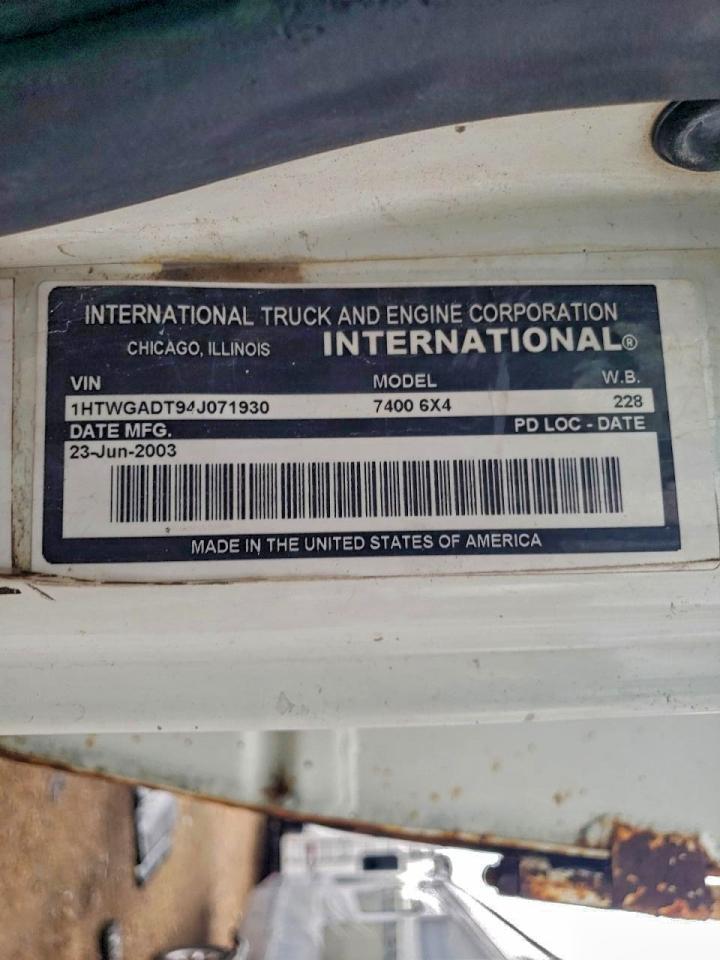 INTERNATIONAL TRUCK AND ENGINE CORPORATION
CHICAGO, ILLINOIS INTERNATIONAL®
VIN MODEL W.B.
1HTWGADT94J071930 7400 6X4 228
DATE MFG. PD LOC - DATE
23-Jun-2003
MADE IN THE UNITED STATES OF AMERICA